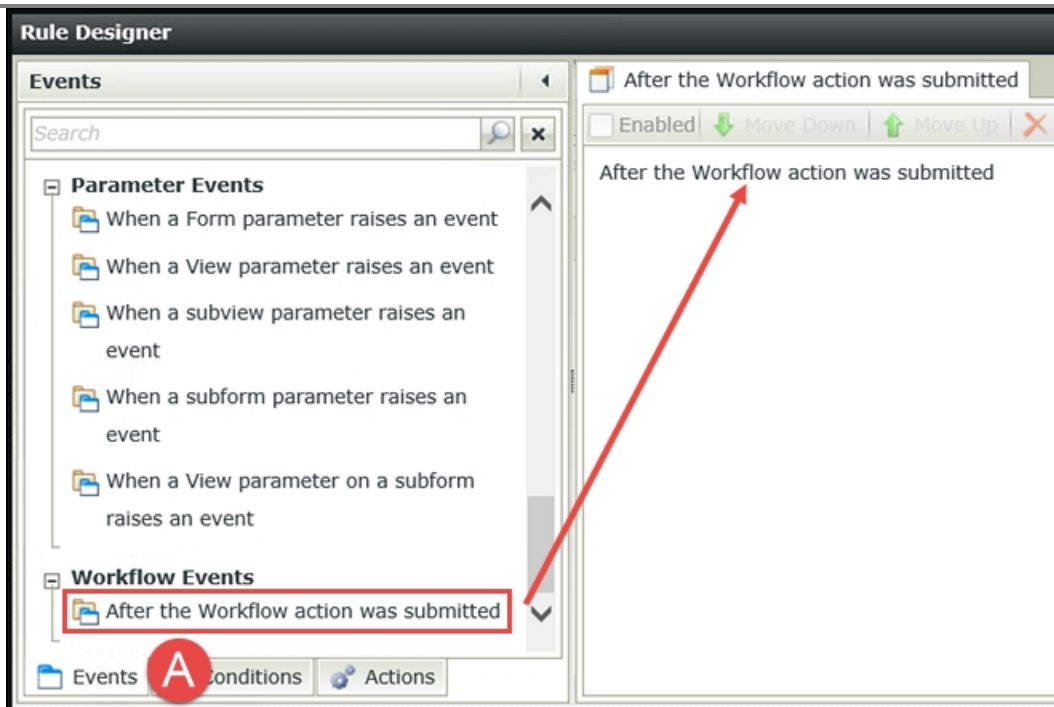 Rule Designer
Events
Search
Parameter Events
When a Form parameter raises an event
When a View parameter raises an event
When a subview parameter raises an
event
When a subform parameter raises an
event
When a View parameter on a subform
raises an event
Workflow Events
After the Workflow action was submitted
Events
A
Conditions
Actions
After the Workflow action was submitted
Enabled Move Down Move Up
After the Workflow action was submitted